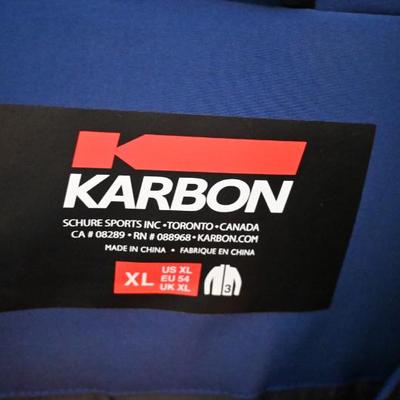 KARBON
SCHURE SPORTS INC • TORONTO • CANADA
CA # 08289 • RN # 088968 • KARBON.COM
MADE IN CHINA • FABRIQUE EN CHINA
XL
US XL
EU 54
UK XL
3